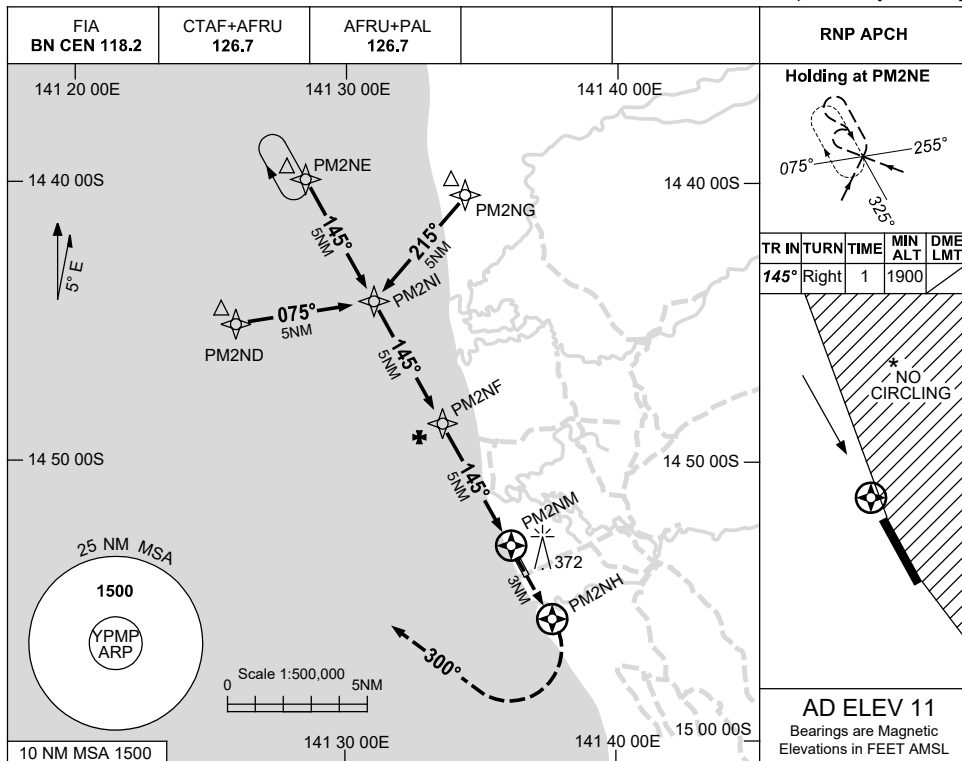 FIA
BN CEN 118.2
CTAF+AFRU
126.7
AFRU+PAL
126.7
RNP APCH
141 20 00E
141 30 00E
141 40 00E
Holding at PM2NE
075°
255°
325°
TR IN
TURN
TIME
MIN ALT
DME LMT
145°
Right
1
1900
14 40 00S
14 40 00S
PM2NE
PM2NG
145°
5NM
215°
5NM
5° E
PM2NI
075°
5NM
PM2ND
145°
5NM
PM2NF
*
NO
CIRCLING
14 50 00S
14 50 00S
145°
5NM
PM2NM
372
3NM
PM2NH
25 NM MSA
1500
YPMP
ARP
300°
Scale 1:500,000
0
5NM
10 NM MSA 1500
141 30 00E
141 40 00E
15 00 00S
AD ELEV 11
Bearings are Magnetic
Elevations in FEET AMSL